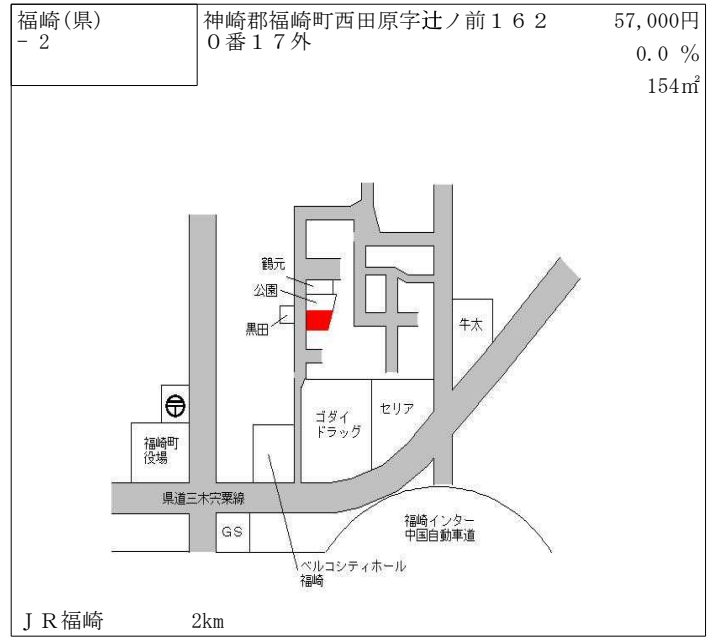 福崎(県)
－２
神崎郡福崎町西田原字辻ノ前１６２
０番１７外
57,000円
0.0 %
154㎡
鶴元
公園
黒田
牛太
セリア
ゴダイ
ドラッグ
福崎町
役場
県道三木宍粟線
GS
福崎インター
中国自動車道
ベルコシティホール
福崎
ＪＲ福崎
2km